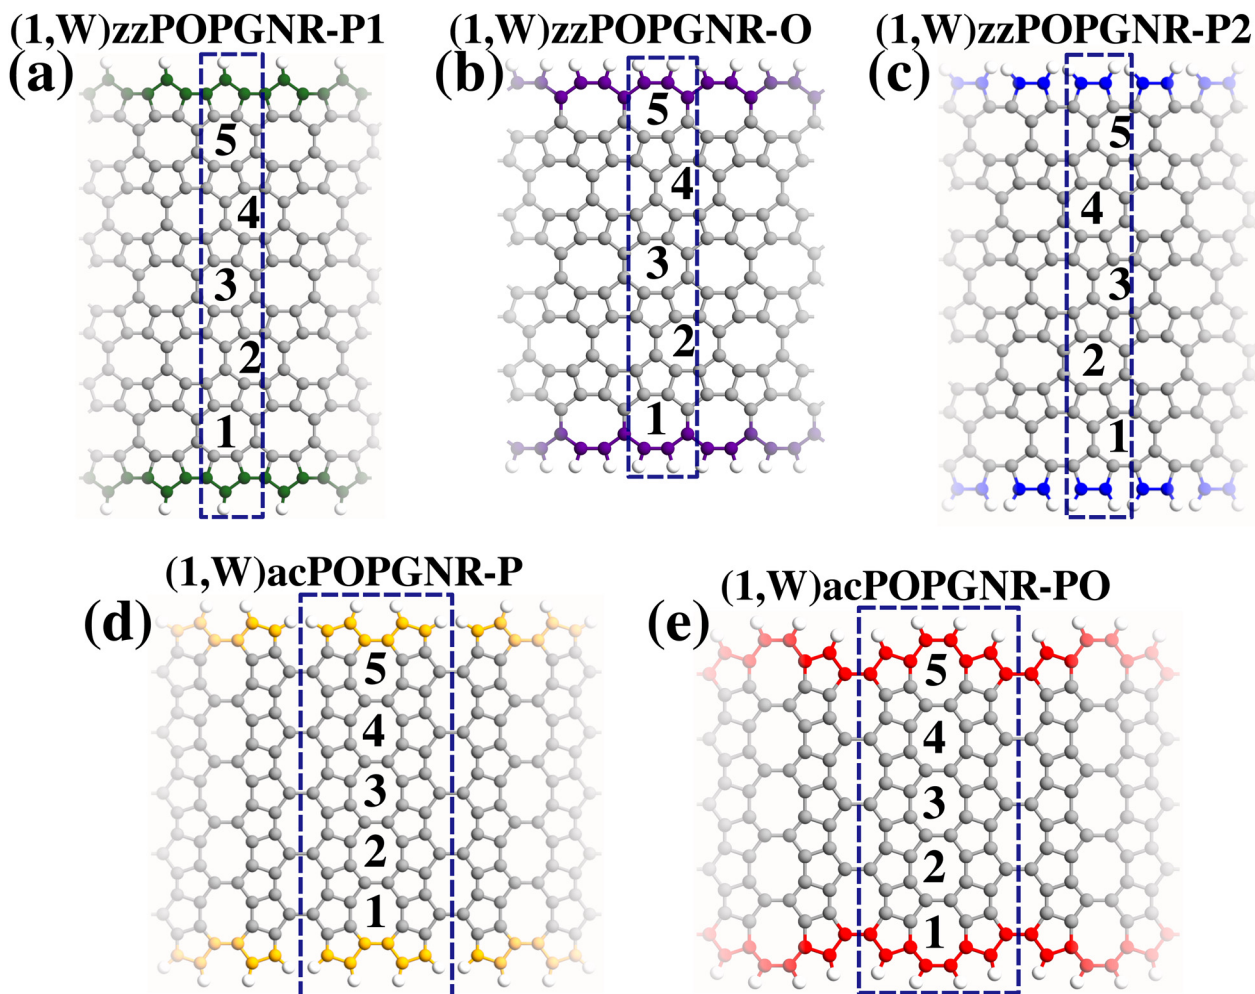 (1,W)zzPOPGNR-P1
(a)
5
4
3
2
1
(1,W)zzPOPGNR-O
(b)
5
4
3
2
1
(1,W)zzPOPGNR-P2
(c)
5
4
3
2
1
(1,W)acPOPGNR-P
(d)
5
4
3
2
1
(1,W)acPOPGNR-PO
(e)
5
4
3
2
1